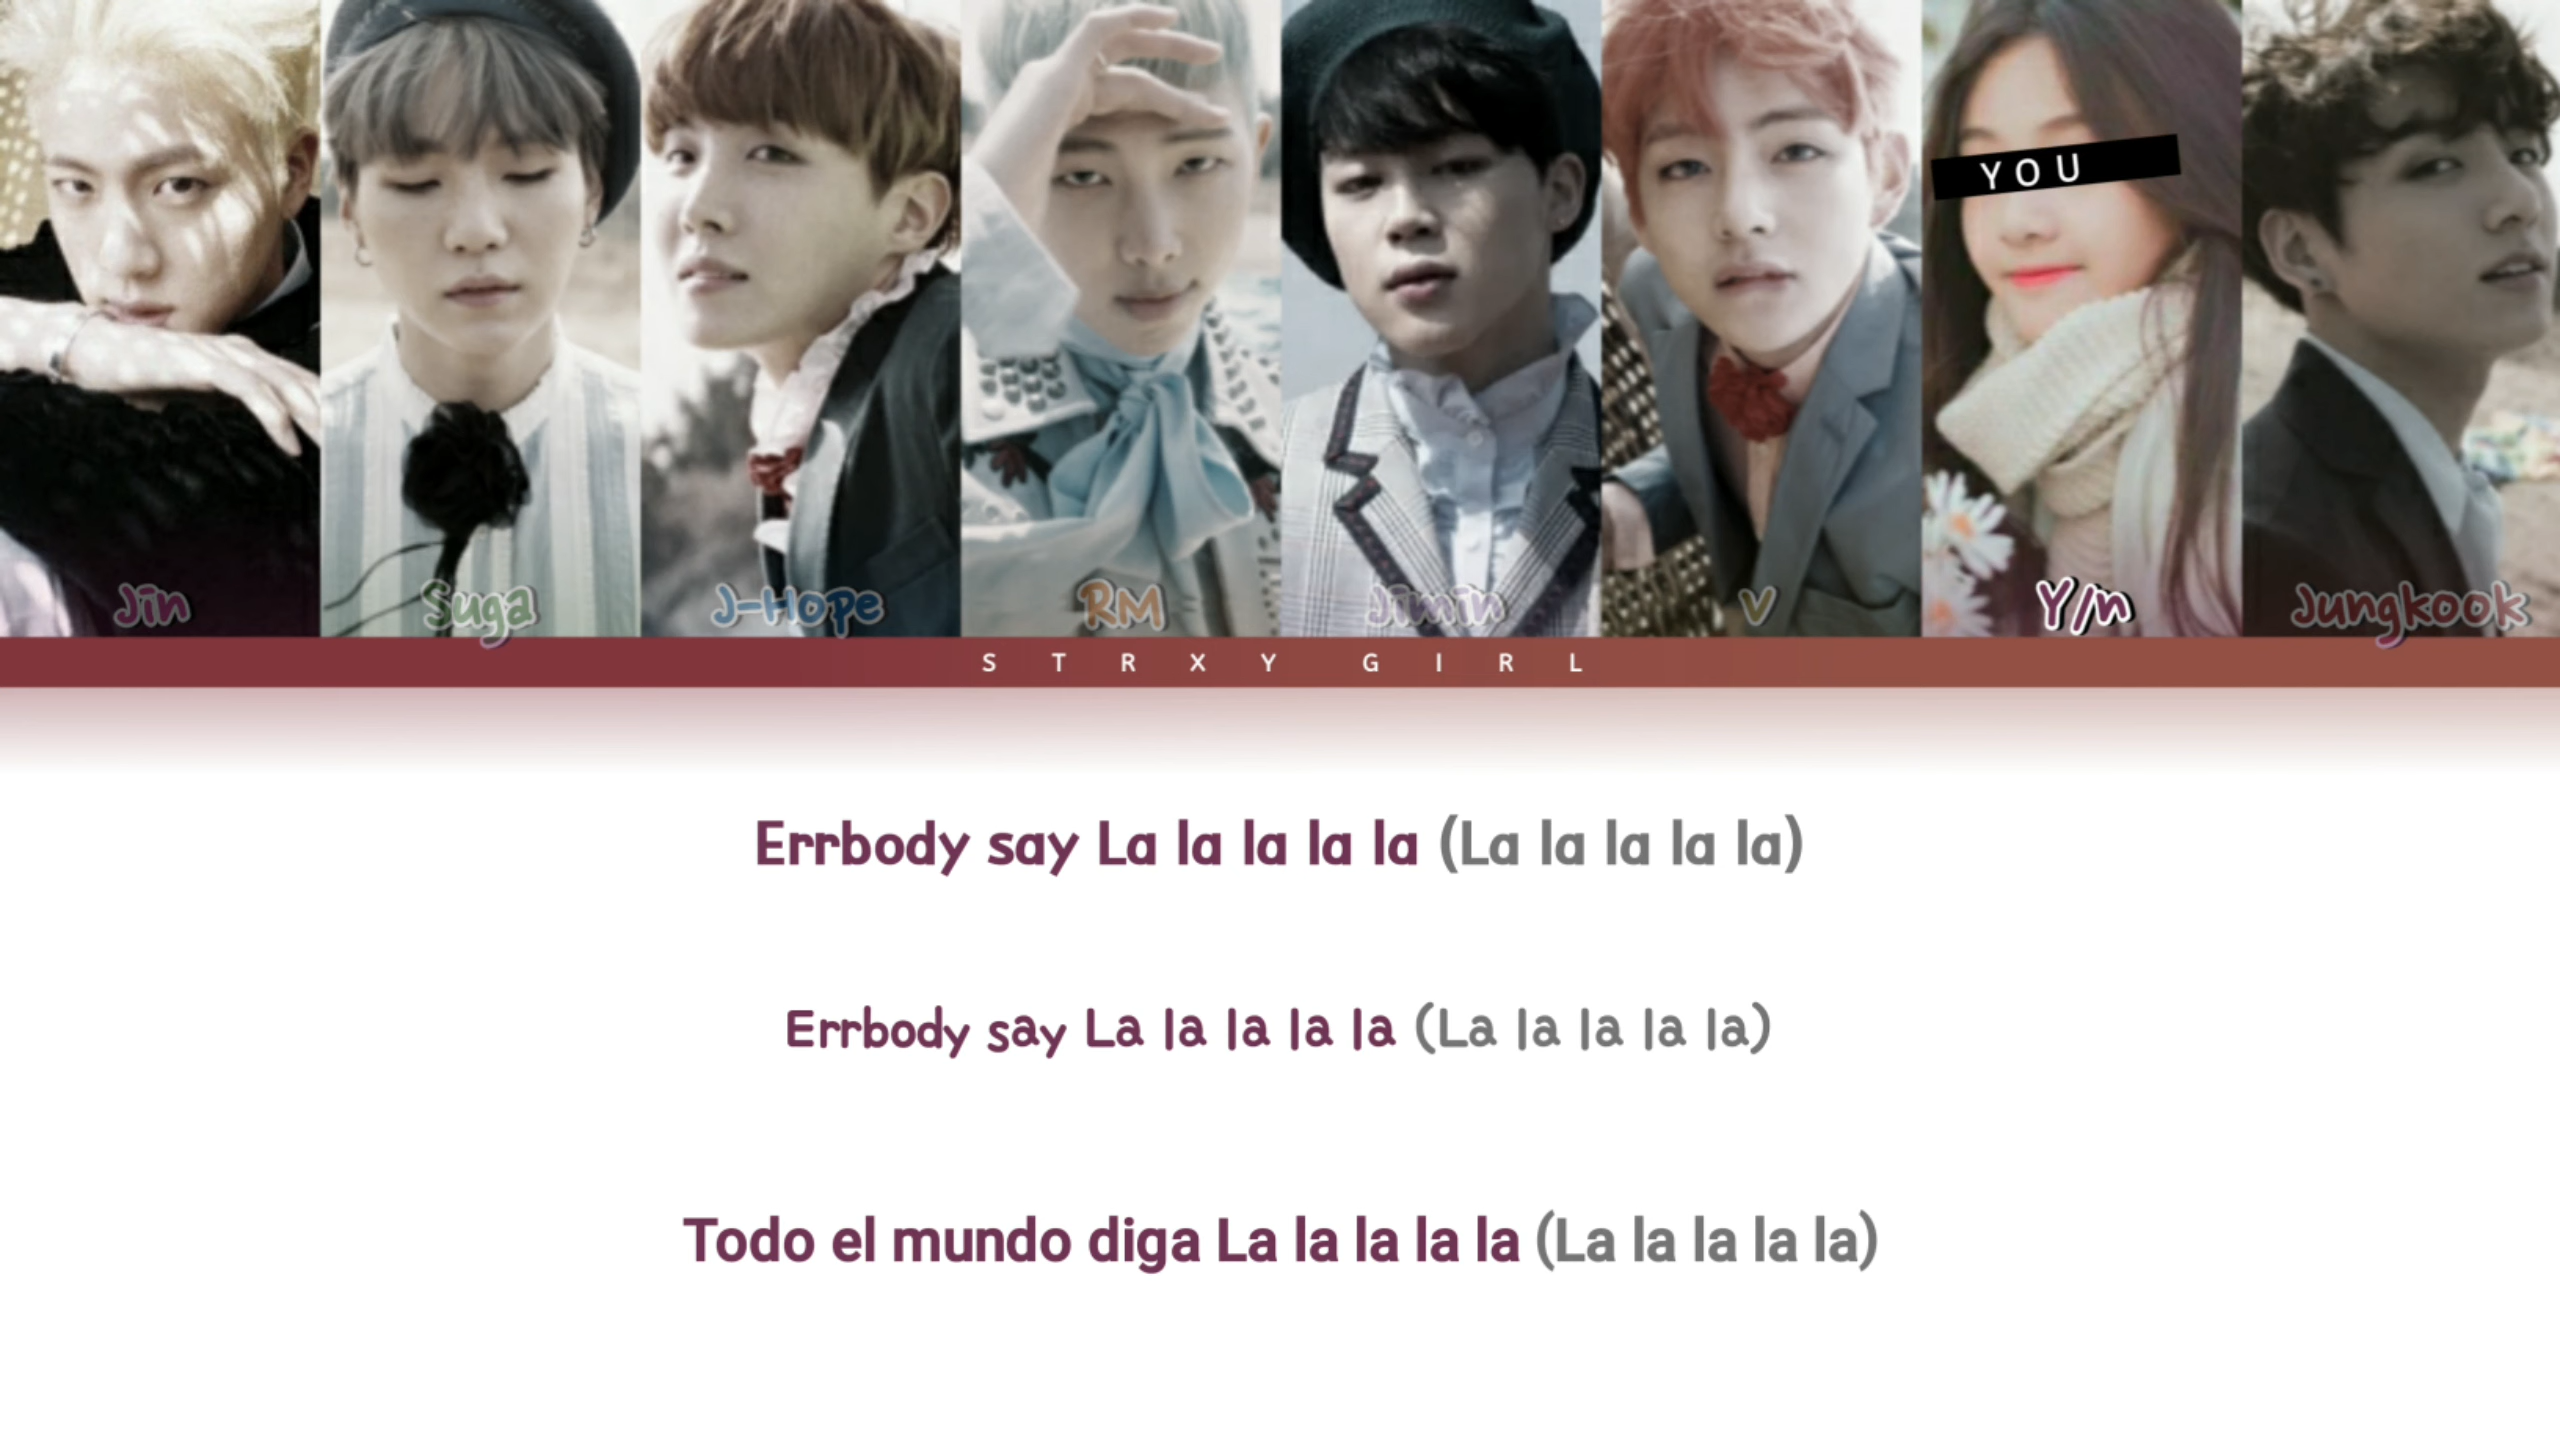 YOU
Jin
Suga
J-Hope
RM
Jimin
V
Y/n
Jungkook
STRXY GIRL
Errbody say La la la la la (La la la la la)
Errbody say La la la la la (La la la la la)
Todo el mundo diga La la la la la (La la la la la)